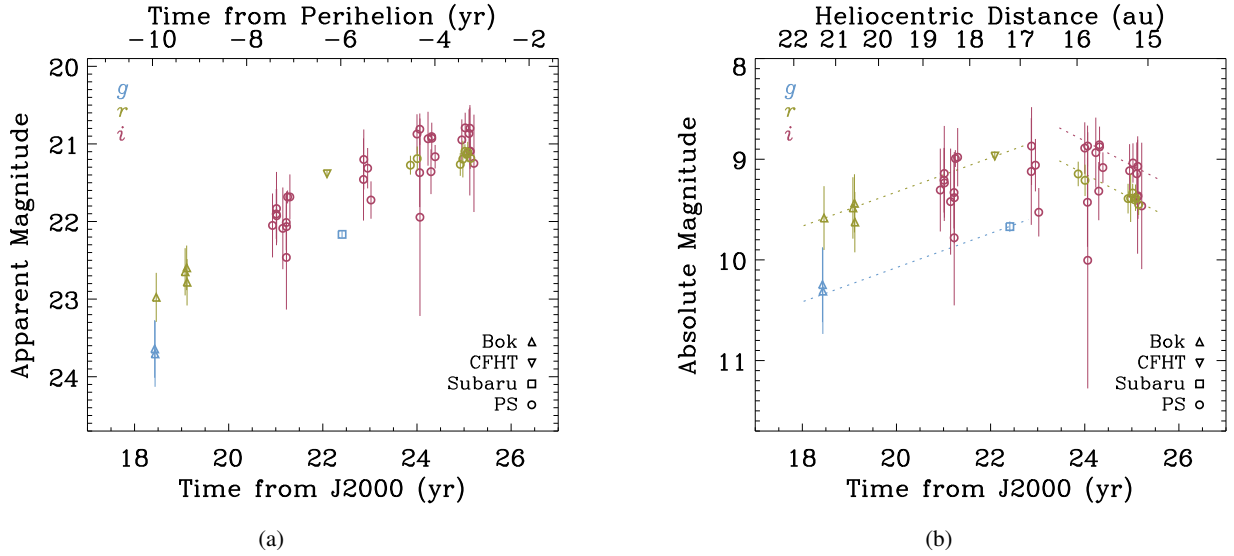 Time from Perihelion (yr)
−10 −8 −6 −4 −2
20
21
22
23
24
Apparent Magnitude
g
r
i
Bok
CFHT
Subaru
PS
18 20 22 24 26
Time from J2000 (yr)
(a)
Heliocentric Distance (au)
22 21 20 19 18 17 16 15
8
9
10
11
Absolute Magnitude
g
r
i
Bok
CFHT
Subaru
PS
18 20 22 24 26
Time from J2000 (yr)
(b)